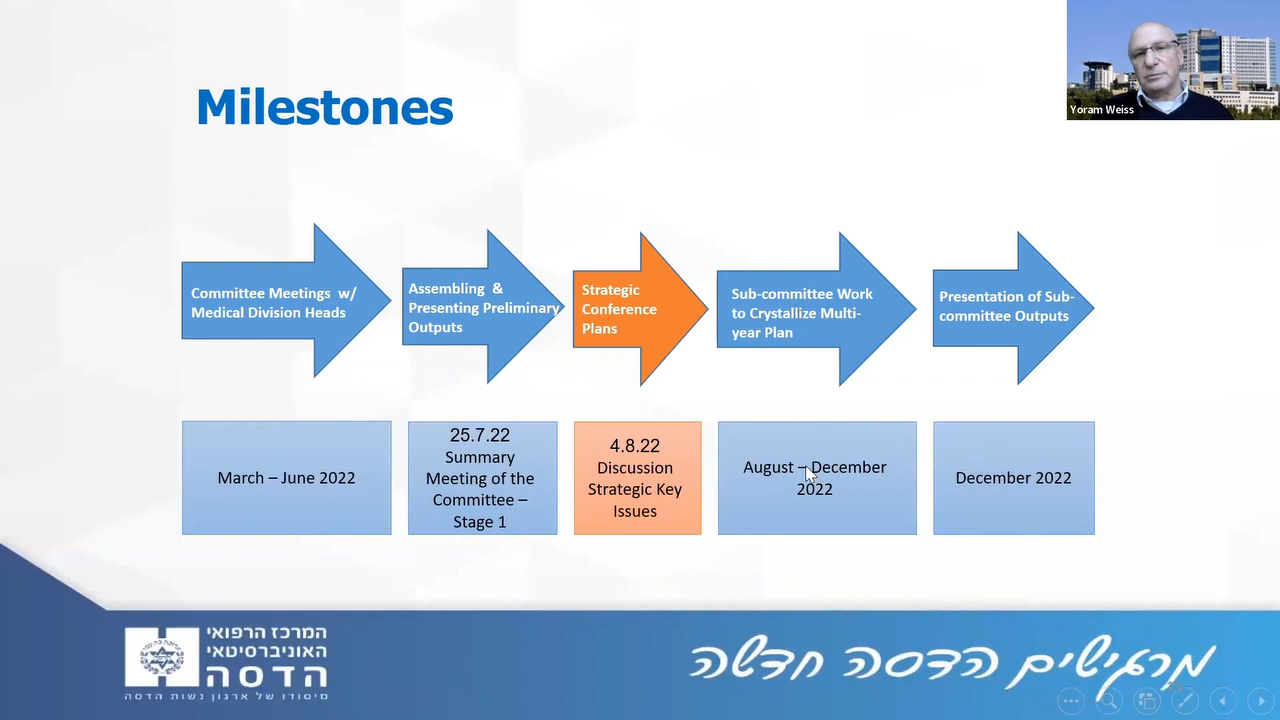 Yoram Weiss
Milestones
Committee Meetings w/
Medical Division Heads
Assembling &
Presenting Preliminary
Outputs
Strategic
Conference
Plans
Sub-committee Work
to Crystallize Multi-
year Plan
Presentation of Sub-
committee Outputs
March – June 2022
25.7.22
Summary
Meeting of the
Committee –
Stage 1
4.8.22
Discussion
Strategic Key
Issues
August – December
2022
December 2022
המרכז הרפואי
האוניברסיטאי
הדסה
מיסודו של ארגון נשות הדסה
מרגישים הדסה חדשה